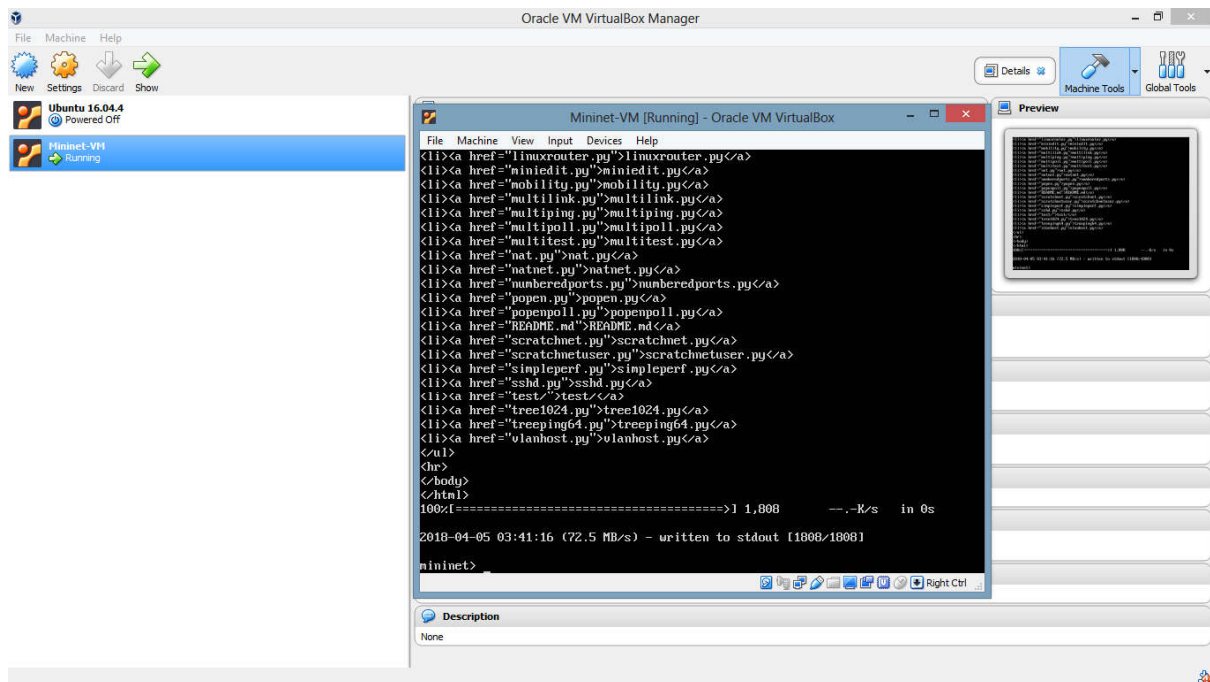 Oracle VM VirtualBox Manager
File Machine Help
New Settings Discard Show
Details
Machine Tools
Global Tools
Ubuntu 16.04.4
Powered Off
Mininet-VM
Running
Mininet-VM [Running] - Oracle VM VirtualBox
File Machine View Input Devices Help
<li><a href="linuxrouter.py">linuxrouter.py</a>
<li><a href="miniedit.py">miniedit.py</a>
<li><a href="mobility.py">mobility.py</a>
<li><a href="multilink.py">multilink.py</a>
<li><a href="multiping.py">multiping.py</a>
<li><a href="multipoll.py">multipoll.py</a>
<li><a href="multitest.py">multitest.py</a>
<li><a href="nat.py">nat.py</a>
<li><a href="natnet.py">natnet.py</a>
<li><a href="numberedports.py">numberedports.py</a>
<li><a href="popen.py">popen.py</a>
<li><a href="popenpoll.py">popenpoll.py</a>
<li><a href="README.md">README.md</a>
<li><a href="scratchnet.py">scratchnet.py</a>
<li><a href="scratchnetuser.py">scratchnetuser.py</a>
<li><a href="simpleperf.py">simpleperf.py</a>
<li><a href="sshd.py">sshd.py</a>
<li><a href="test/">test/</a>
<li><a href="tree1024.py">tree1024.py</a>
<li><a href="treeping64.py">treeping64.py</a>
<li><a href="vlanhost.py">vlanhost.py</a>
</ul>
<hr>
</body>
</html>
100%[======================================>] 1,808 --.-K/s in 0s
2018-04-05 03:41:16 (72.5 MB/s) - written to stdout [1808/1808]
mininet> _
Right Ctrl
Preview
Description
None